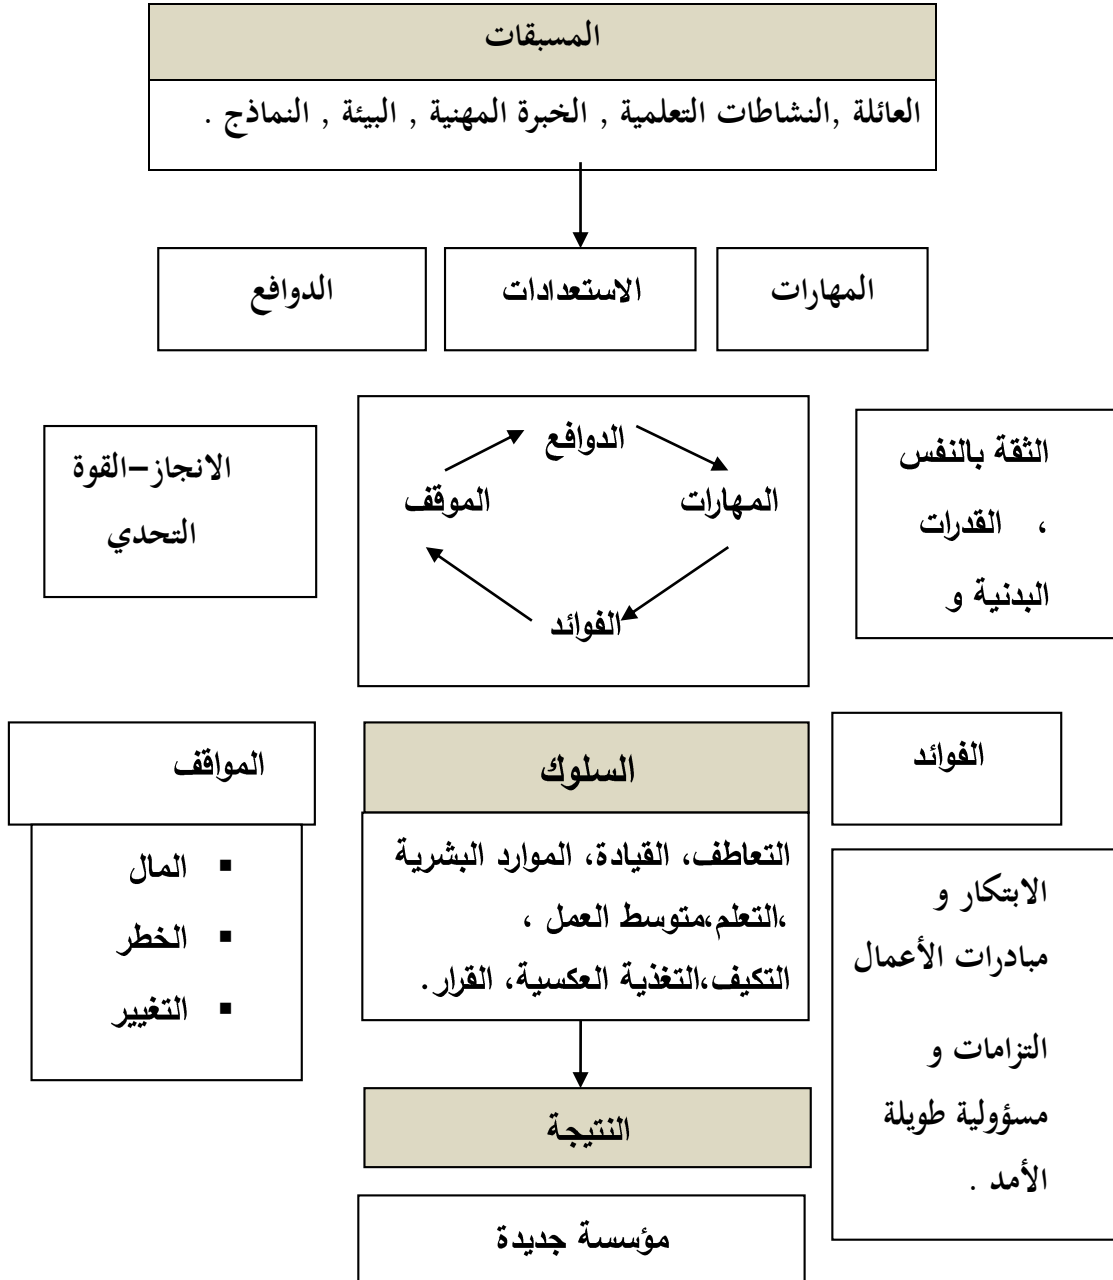 المسبقات
العائلة ,النشاطات التعلمية , الخبرة المهنية , البيئة , النماذج .
المهارات
الاستعدادات
الدوافع
الثقة بالنفس
، القدرات
البدنية و
الدوافع
المهارات
الموقف
الفوائد
الانجاز–القوة
التحدي
الفوائد
السلوك
المواقف
الابتكار و
مبادرات الأعمال
التزامات و
مسؤولية طويلة
الأمد .
التعاطف، القيادة، الموارد البشرية
،التعلم،متوسط العمل ،
التكيف،التغذية العكسية، القرار.
▪ المال
▪ الخطر
▪ التغيير
النتيجة
مؤسسة جديدة